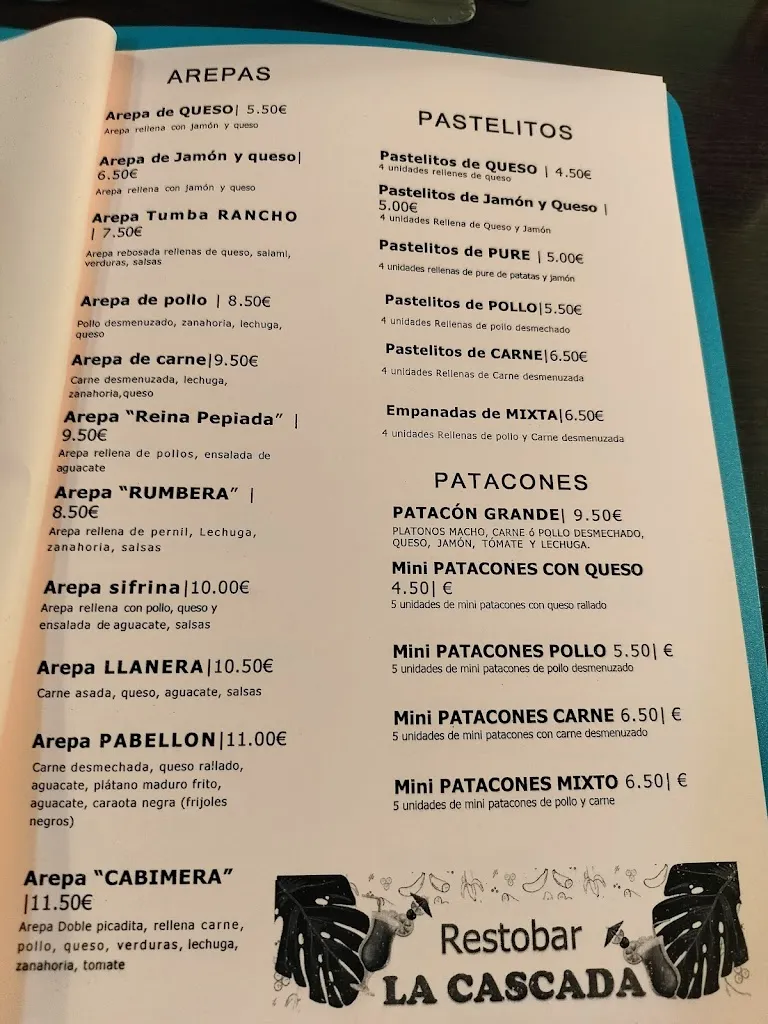 AREPAS
Arepa de QUESO| 5.50€
Arepa rellena con jamón y queso
Arepa de Jamón y queso|
6.50€
Arepa rellena con jamón y queso
Arepa Tumba RANCHO
| 7.50€
Arepa rebosada rellenas de queso, salami,
verduras, salsas
Arepa de pollo | 8.50€
Pollo desmenuzado, zanahoria, lechuga,
queso
Arepa de carne|9.50€
Carne desmenuzada, lechuga,
zanahoria,queso
Arepa "Reina Pepiada" |
9.50€
Arepa rellena de pollos, ensalada de
aguacate
Arepa "RUMBERA" |
8.50€
Arepa rellena de pernil, Lechuga,
zanahoria, salsas
Arepa sifrina|10.00€
Arepa rellena con pollo, queso y
ensalada de aguacate, salsas
Arepa LLANERA|10.50€
Carne asada, queso, aguacate, salsas
Arepa PABELLON|11.00€
Carne desmechada, queso rallado,
aguacate, plátano maduro frito,
aguacate, caraota negra (frijoles
negros)
Arepa "CABIMERA"
|11.50€
Arepa Doble picadita, rellena carne,
pollo, queso, verduras, lechuga,
zanahoria, tomate
PASTELITOS
Pastelitos de QUESO | 4.50€
4 unidades rellenes de queso
Pastelitos de Jamón y Queso |
5.00€
4 unidades Rellena de Queso y Jamón
Pastelitos de PURE | 5.00€
4 unidades rellenas de pure de patatas y jamón
Pastelitos de POLLO|5.50€
4 unidades Rellenas de pollo desmechado
Pastelitos de CARNE|6.50€
4 unidades Rellenas de Carne desmenuzada
Empanadas de MIXTA|6.50€
4 unidades Rellenas de pollo y Carne desmenuzada
PATACONES
PATACÓN GRANDE| 9.50€
PLATONOS MACHO, CARNE ó POLLO DESMECHADO,
QUESO, JAMÓN, TÓMATE Y LECHUGA.
Mini PATACONES CON QUESO
4.50| €
5 unidades de mini patacones con queso rallado
Mini PATACONES POLLO 5.50| €
5 unidades de mini patacones de pollo desmenuzado
Mini PATACONES CARNE 6.50| €
5 unidades de mini patacones con carne desmenuzado
Mini PATACONES MIXTO 6.50| €
5 unidades de mini patacones de pollo y carne
Restobar
LA CASCADA